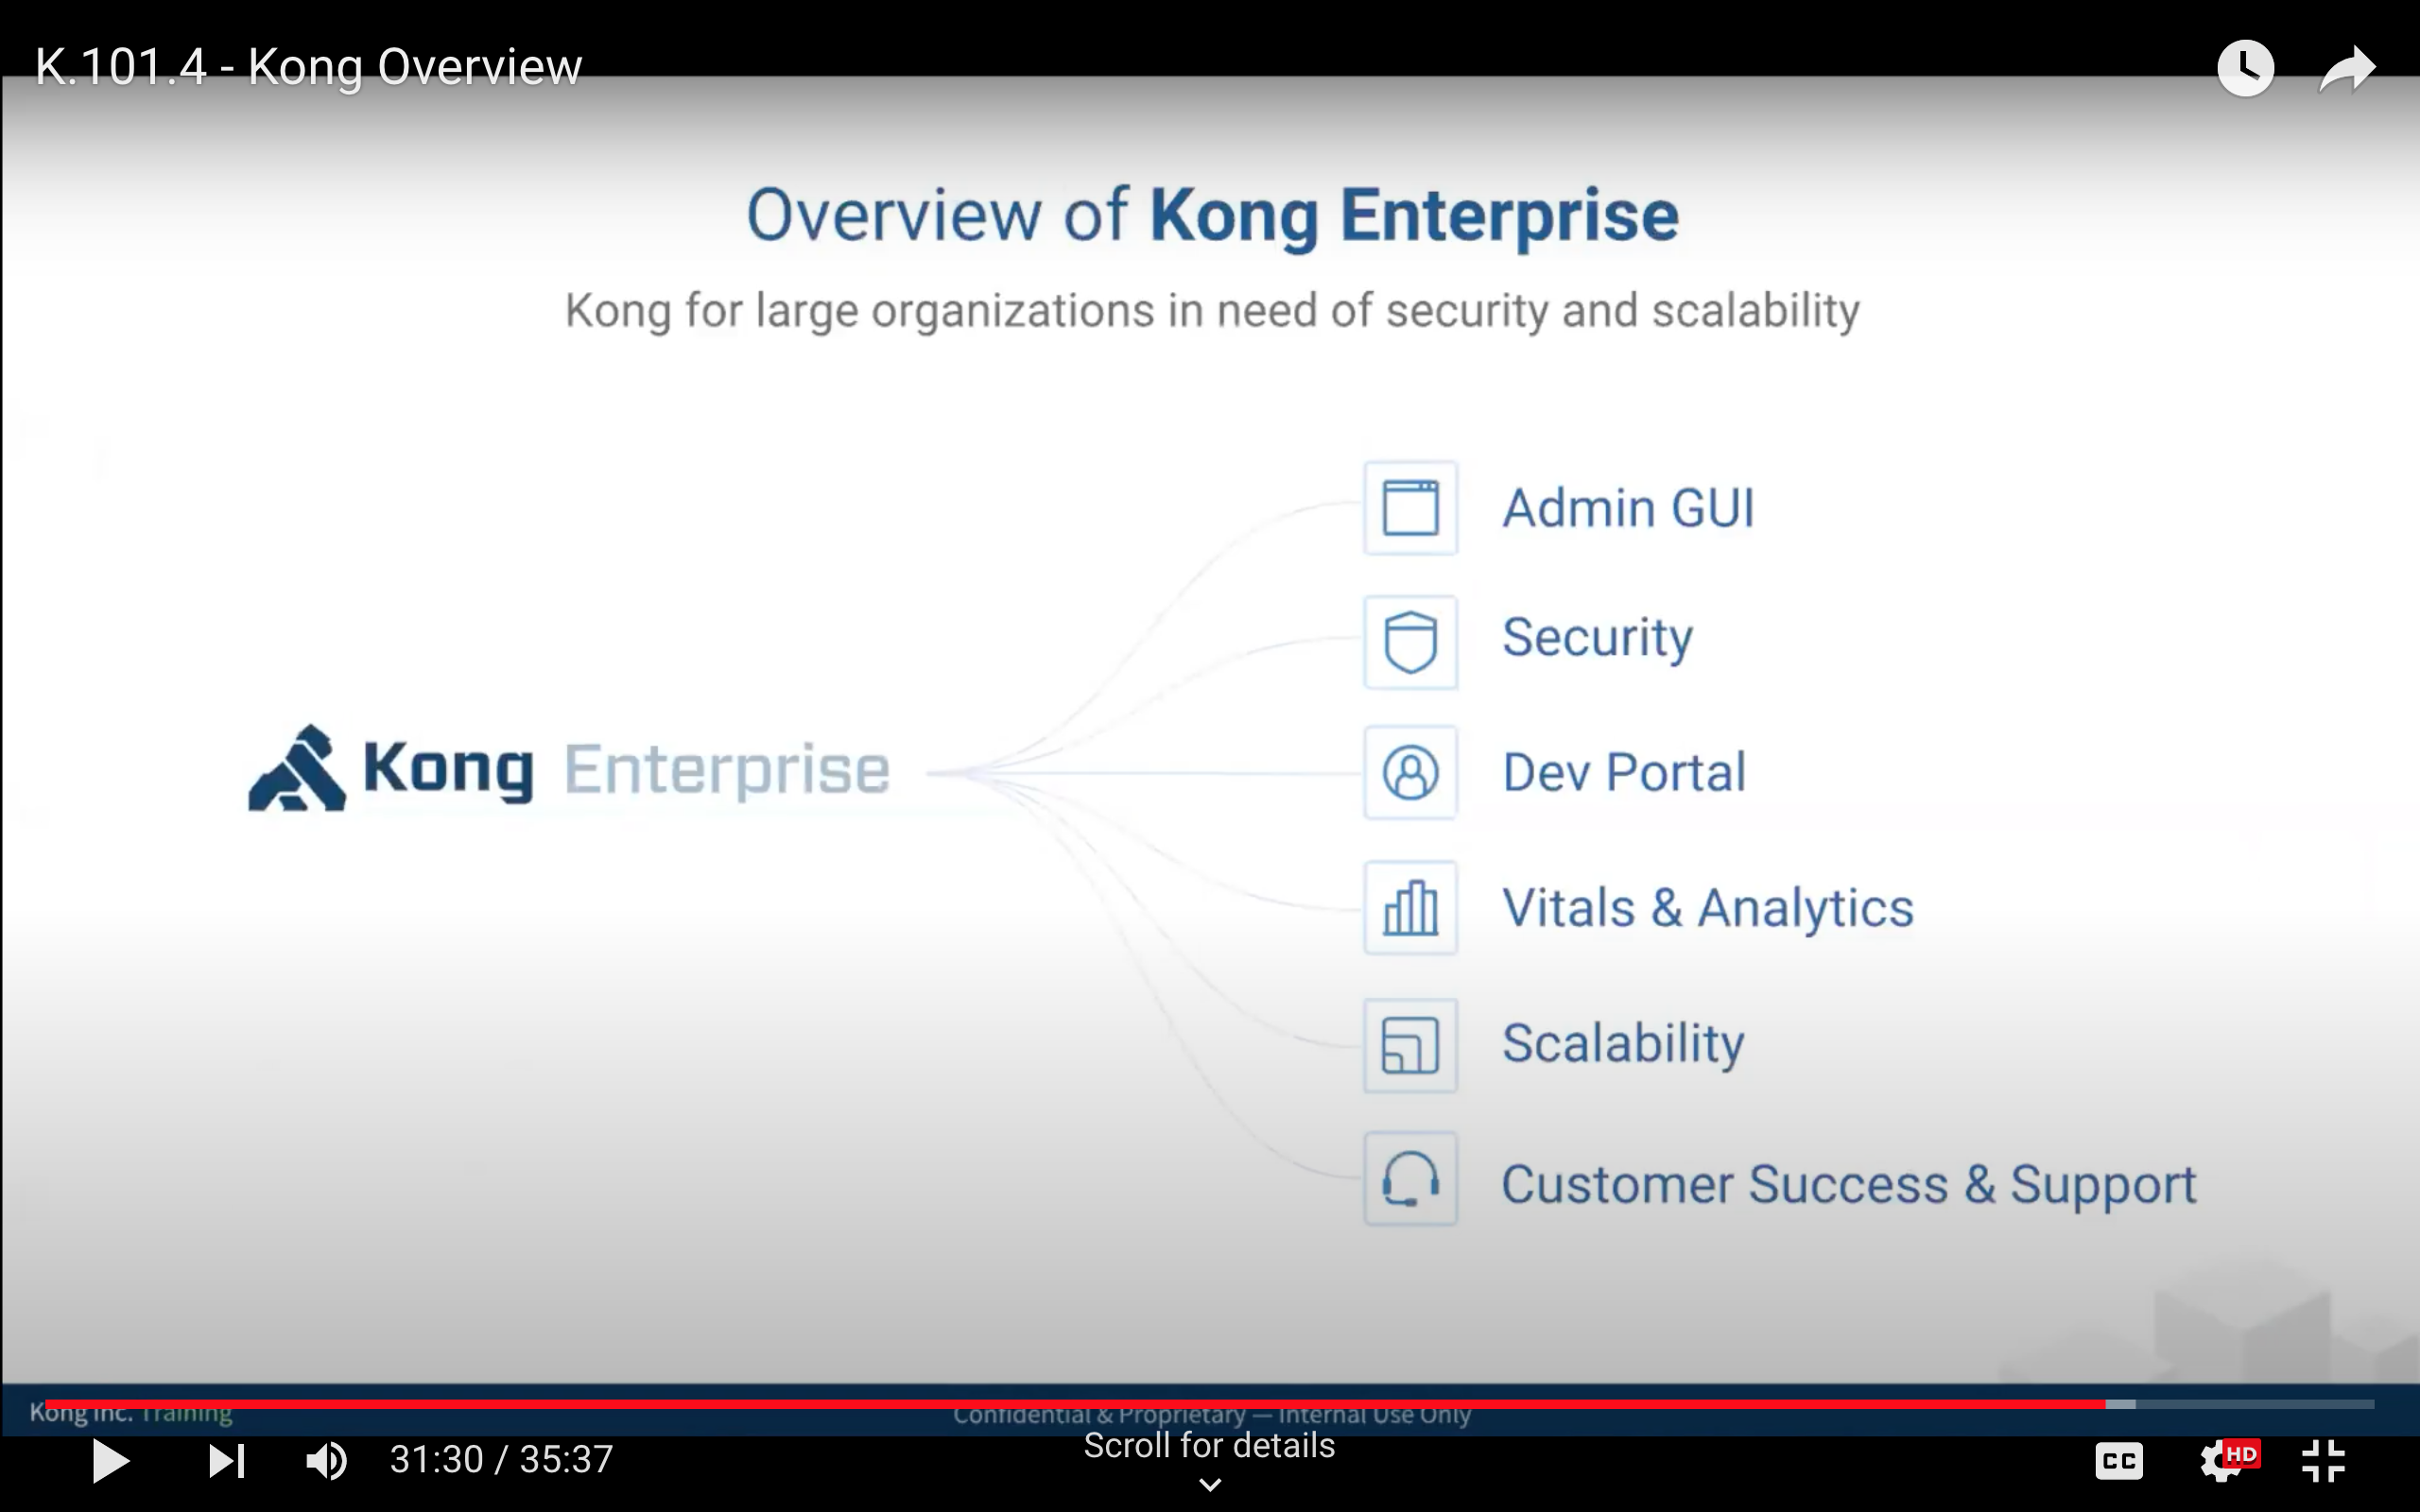 K.101.4 - Kong Overview
Overview of Kong Enterprise
Kong for large organizations in need of security and scalability
Admin GUI
Security
Kong Enterprise
Dev Portal
Vitals & Analytics
Scalability
Customer Success & Support
Kong Inc. Training
Confidential & Proprietary — Internal Use Only
Scroll for details
31:30 / 35:37
CC
HD